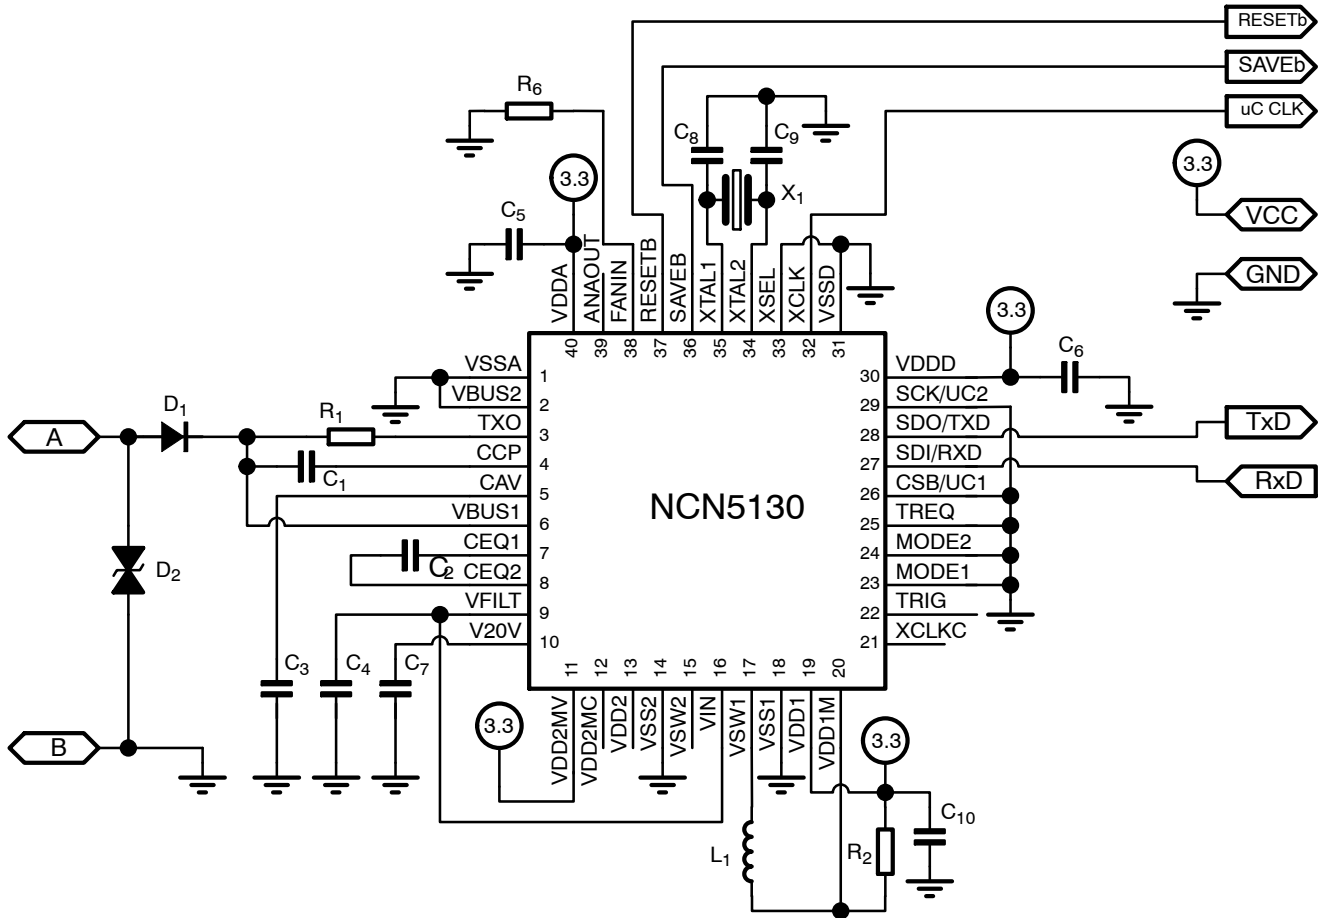 RESETb
SAVEb
uC CLK
R6
C8
C9
3.3
3.3
X1
VCC
C5
GND
VDDA
ANAOUT
FANIN
RESETB
SAVEB
XTAL1
XTAL2
XSEL
XCLK
VSSD
40
39
38
37
36
35
34
33
32
31
3.3
C6
VSSA
1
30
VDDD
VBUS2
2
29
SCK/UC2
A
D1
R1
TXO
3
28
SDO/TXD
TxD
CCP
4
27
SDI/RXD
C1
RxD
CAV
5
26
CSB/UC1
NCN5130
VBUS1
6
25
TREQ
CEQ1
7
24
MODE2
D2
C2
CEQ2
8
23
MODE1
VFILT
9
22
TRIG
V20V
10
21
XCLKC
C3
C4
C7
11
12
13
14
15
16
17
18
19
20
VDD2MV
VDD2MC
VDD2
VSS2
VSW2
VIN
VSW1
VSS1
VDD1
VDD1M
3.3
3.3
B
C10
L1
R2